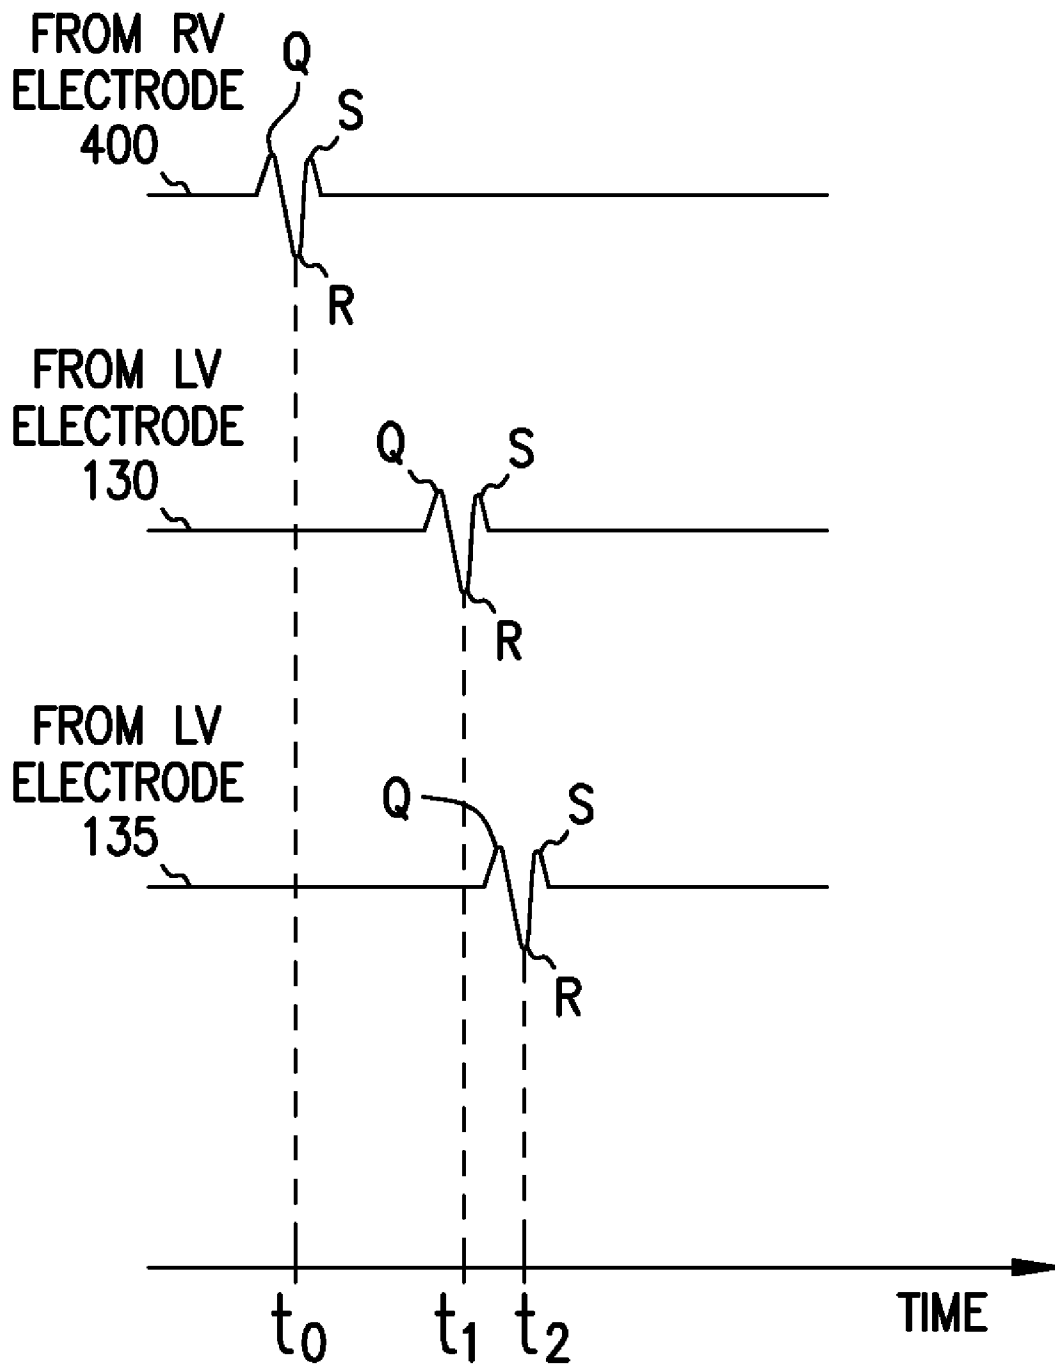 FROM RV
ELECTRODE
400
Q
S
R
FROM LV
ELECTRODE
130
Q
S
R
FROM LV
ELECTRODE
135
Q
S
R
t0
t1
t2
TIME